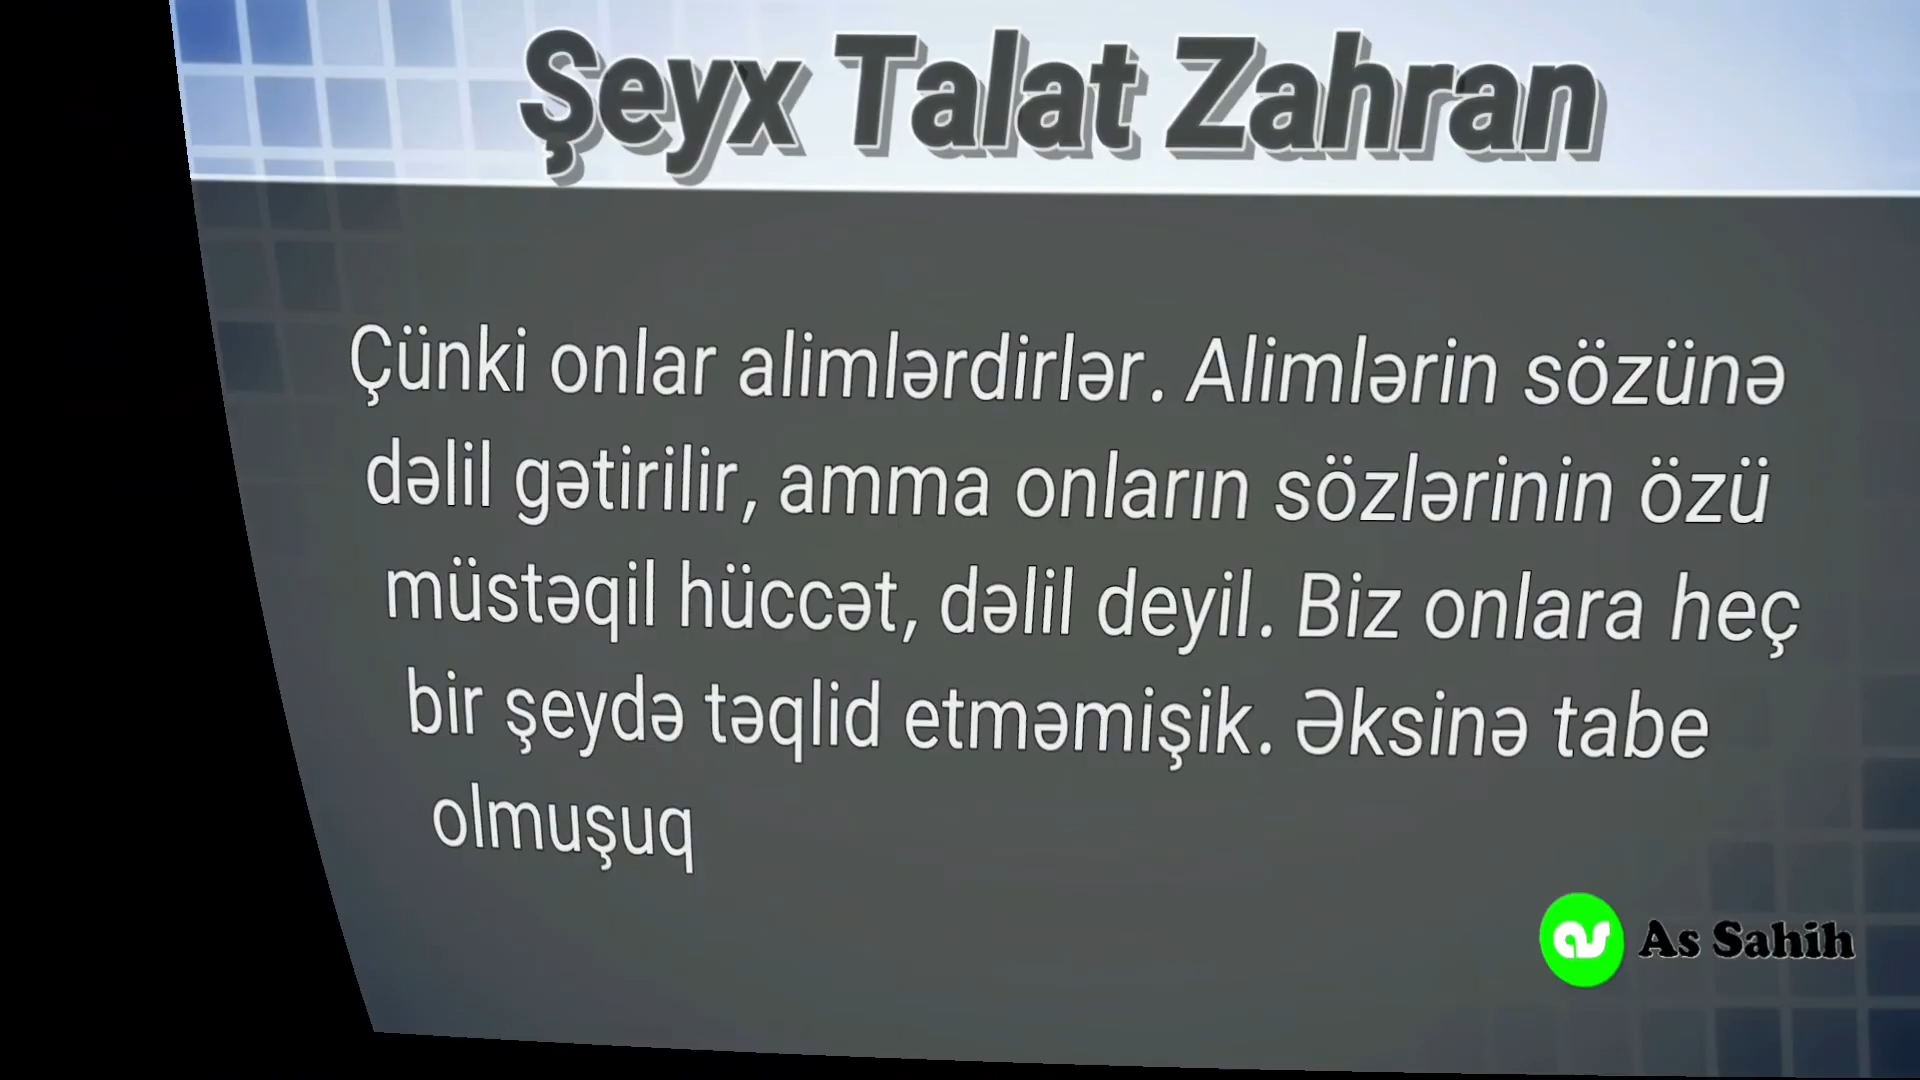 Şeyx Talat Zahran
Çünki onlar alimlərdirlər. Alimlərin sözünə
dəlil gətirilir, amma onların sözlərinin özü
müstəqil hüccət, dəlil deyil. Biz onlara heç
bir şeydə təqlid etməmişik. Əksinə tabe
olmuşuq
as As Sahih